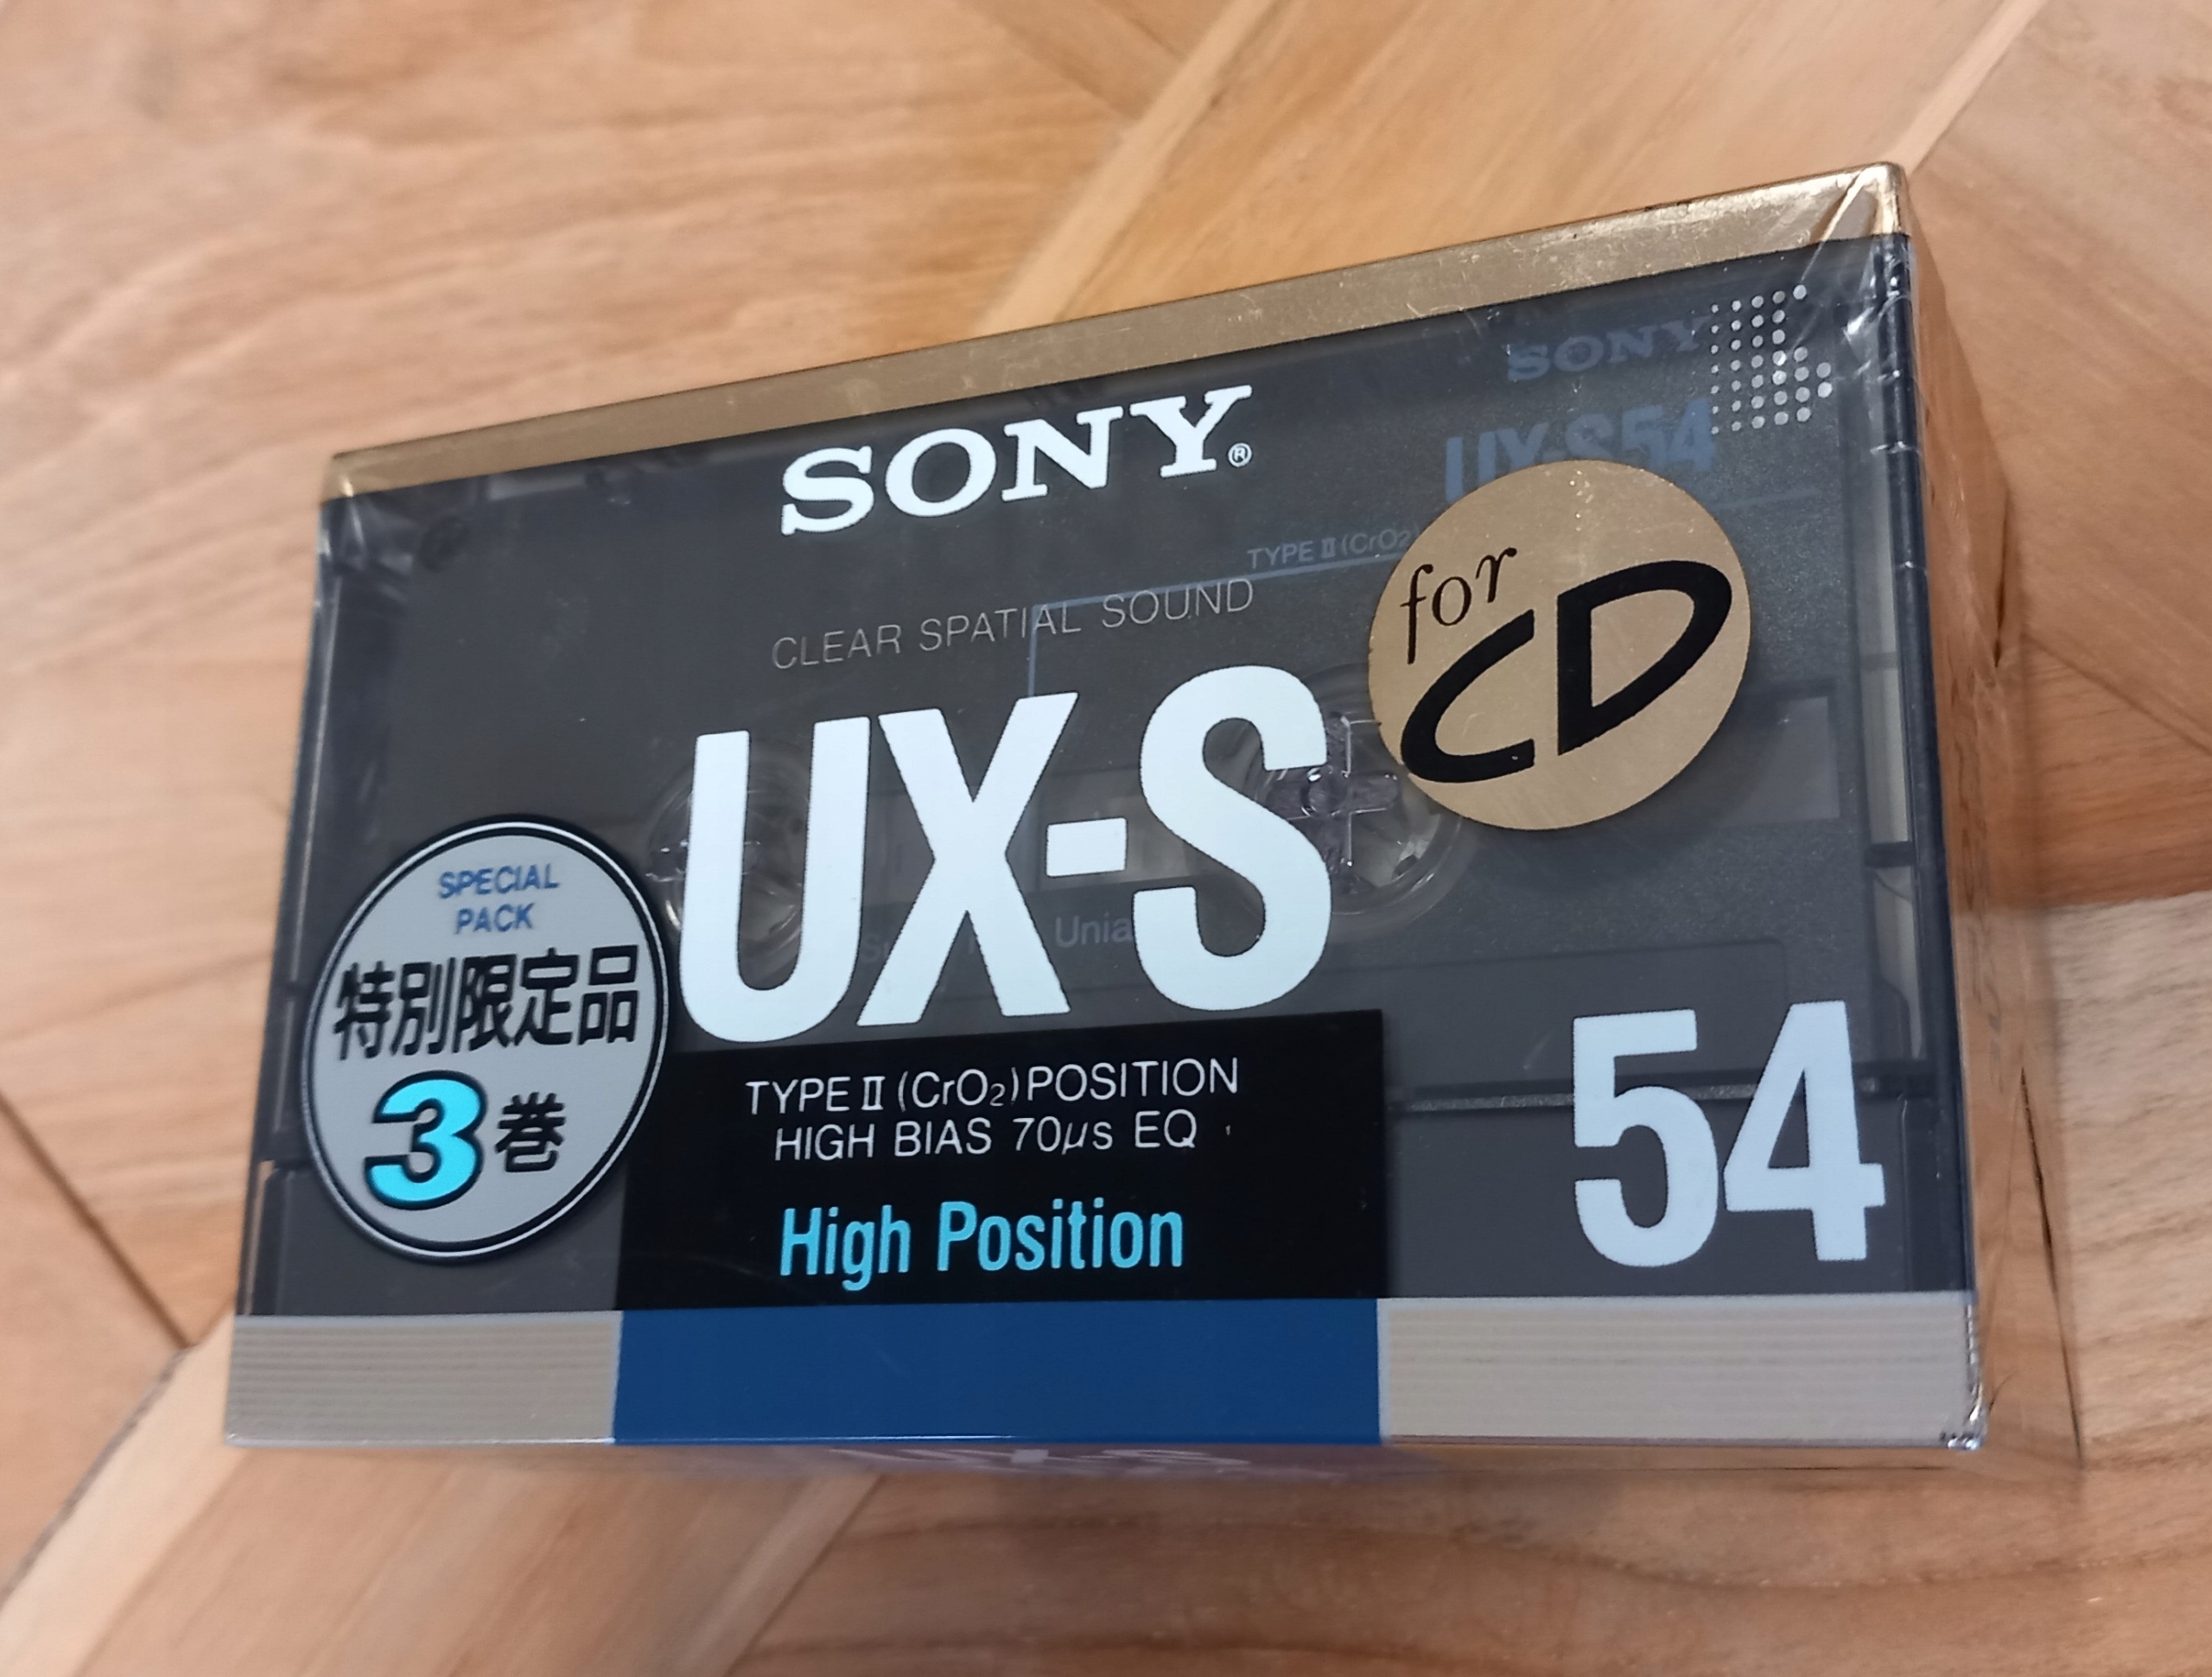 SONY®
SONY
UX-S54
TYPE Ⅱ (CrO₂)
CLEAR SPATIAL SOUND
for
CD
UX-S
SPECIAL
PACK
特別限定品
3巻
TYPE Ⅱ (CrO₂) POSITION
HIGH BIAS 70μs EQ
High Position
54